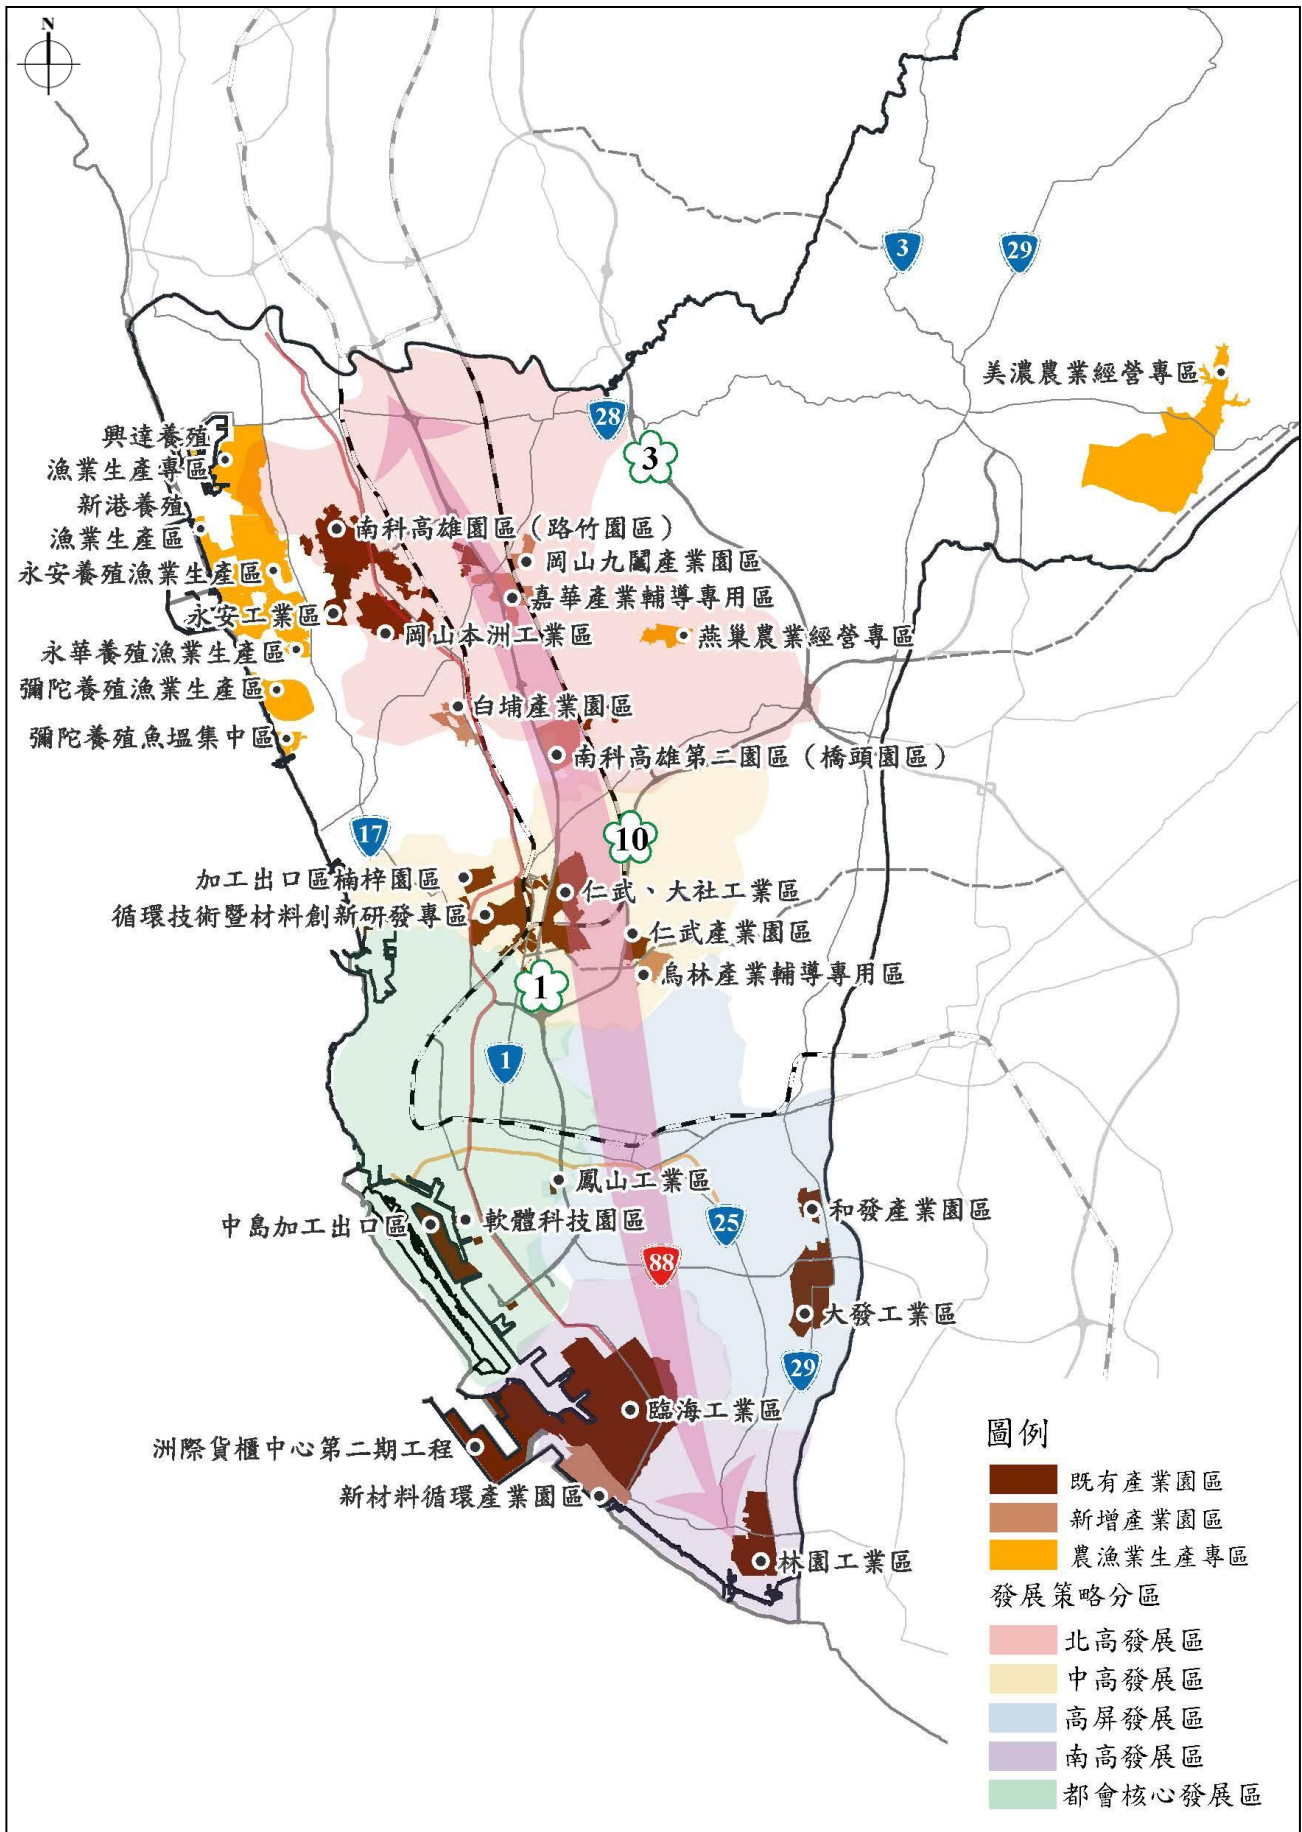 N
3
29
美濃農業經營專區
28
3
興達養殖
漁業生產專區
新港養殖
漁業生產區
南科高雄園區（路竹園區）
岡山九鬮產業園區
永安養殖漁業生產區
嘉華產業輔導專用區
永安工業區
岡山本洲工業區
燕巢農業經營專區
永華養殖漁業生產區
彌陀養殖漁業生產區
白埔產業園區
彌陀養殖魚塭集中區
南科高雄第二園區（橋頭園區）
17
10
加工出口區楠梓園區
仁武、大社工業區
循環技術暨材料創新研發專區
仁武產業園區
烏林產業輔導專用區
1
1
鳳山工業區
中島加工出口區
軟體科技園區
25
和發產業園區
88
大發工業區
29
臨海工業區
洲際貨櫃中心第二期工程
新材料循環產業園區
林園工業區
圖例
既有產業園區
新增產業園區
農漁業生產專區
發展策略分區
北高發展區
中高發展區
高屏發展區
南高發展區
都會核心發展區